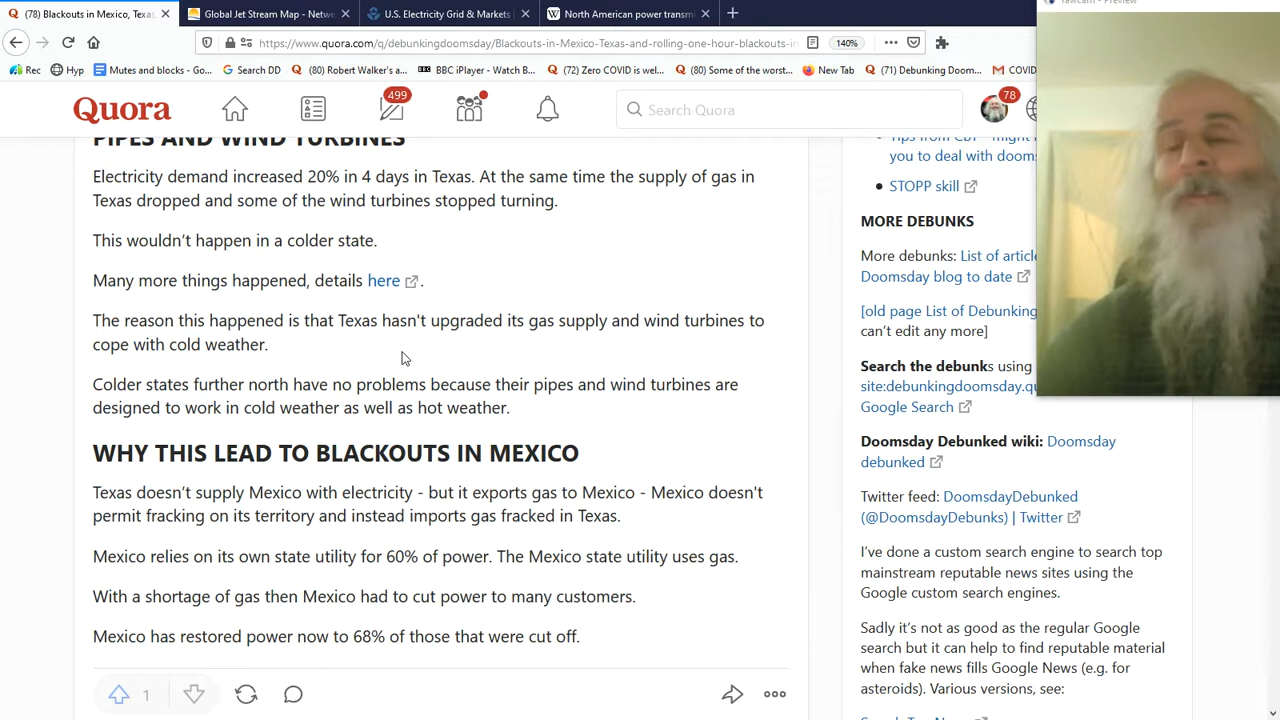 (78) Blackouts in Mexico, Texas
Global Jet Stream Map - Netwe
U.S. Electricity Grid & Markets |
North American power transm
Yawcam - Preview
https://www.quora.com/q/debunkingdoomsday/Blackouts-in-Mexico-Texas-and-rolling-one-hour-blackouts-in-
140%
Rec
Hyp
Mutes and blocks - Go...
Search DD
(80) Robert Walker's a...
BBC iPlayer - Watch B...
(72) Zero COVID is wel...
(80) Some of the worst...
New Tab
(71) Debunking Doom...
COVID
Quora
499
Search Quora
78
PIPES AND WIND TURBINES
Electricity demand increased 20% in 4 days in Texas. At the same time the supply of gas in
Texas dropped and some of the wind turbines stopped turning.
This wouldn't happen in a colder state.
Many more things happened, details here.
The reason this happened is that Texas hasn't upgraded its gas supply and wind turbines to
cope with cold weather.
Colder states further north have no problems because their pipes and wind turbines are
designed to work in cold weather as well as hot weather.
WHY THIS LEAD TO BLACKOUTS IN MEXICO
Texas doesn't supply Mexico with electricity - but it exports gas to Mexico - Mexico doesn't
permit fracking on its territory and instead imports gas fracked in Texas.
Mexico relies on its own state utility for 60% of power. The Mexico state utility uses gas.
With a shortage of gas then Mexico had to cut power to many customers.
Mexico has restored power now to 68% of those that were cut off.
1
Tips from CBT - might
you to deal with doom
• STOPP skill
MORE DEBUNKS
More debunks: List of article
Doomsday blog to date
[old page List of Debunking
can't edit any more]
Search the debunks using
site:debunkingdoomsday.qu
Google Search
Doomsday Debunked wiki: Doomsday
debunked
Twitter feed: DoomsdayDebunked
(@DoomsdayDebunks) | Twitter
I've done a custom search engine to search top
mainstream reputable news sites using the
Google custom search engines.
Sadly it's not as good as the regular Google
search but it can help to find reputable material
when fake news fills Google News (e.g. for
asteroids). Various versions, see: